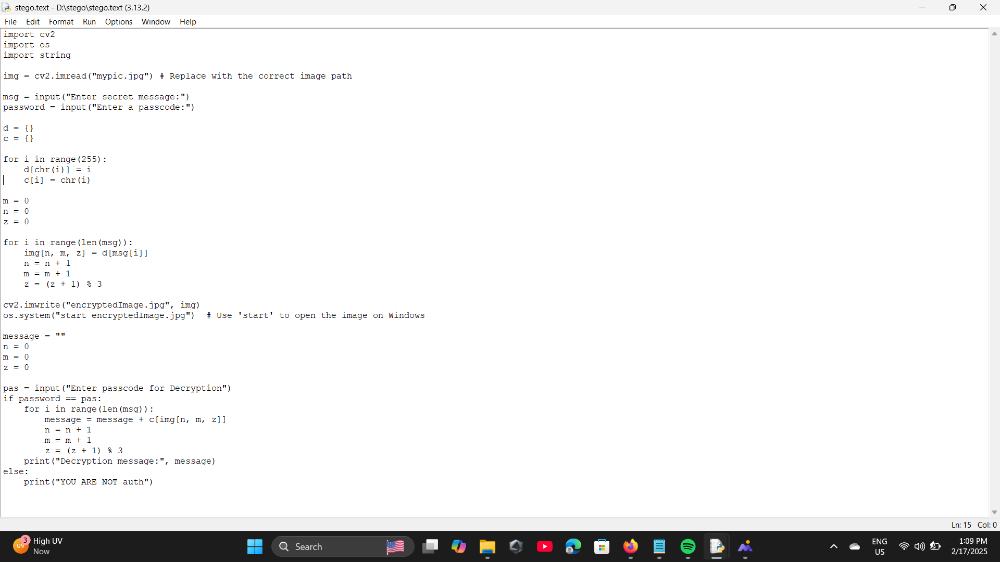 stego.text - D:\stego\stego.text (3.13.2)
File Edit Format Run Options Window Help
import cv2
import os
import string

img = cv2.imread("mypic.jpg") # Replace with the correct image path

msg = input("Enter secret message:")
password = input("Enter a passcode:")

d = {}
c = {}

for i in range(255):
    d[chr(i)] = i
    c[i] = chr(i)

m = 0
n = 0
z = 0

for i in range(len(msg)):
    img[n, m, z] = d[msg[i]]
    n = n + 1
    m = m + 1
    z = (z + 1) % 3

cv2.imwrite("encryptedImage.jpg", img)
os.system("start encryptedImage.jpg")  # Use 'start' to open the image on Windows

message = ""
n = 0
m = 0
z = 0

pas = input("Enter passcode for Decryption")
if password == pas:
    for i in range(len(msg)):
        message = message + c[img[n, m, z]]
        n = n + 1
        m = m + 1
        z = (z + 1) % 3
    print("Decryption message:", message)
else:
    print("YOU ARE NOT auth")
Ln: 15 Col: 0
3
UV
High UV
Now
Search
ENG
US
1:09 PM
2/17/2025